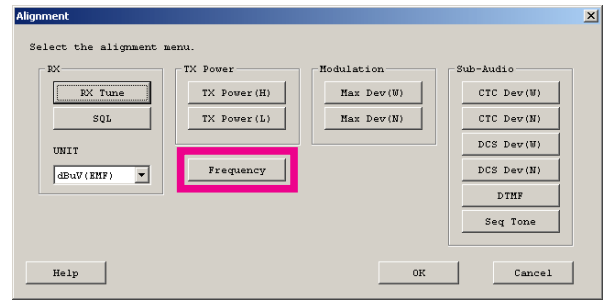 Alignment
Select the alignment menu.
RX
RX Tune
SQL
UNIT
dBuV(EMF)
TX Power
TX Power(H)
TX Power(L)
Frequency
Modulation
Max Dev(W)
Max Dev(N)
Sub-Audio
CTC Dev(W)
CTC Dev(N)
DCS Dev(W)
DCS Dev(N)
DTMF
Seq Tone
Help
OK
Cancel